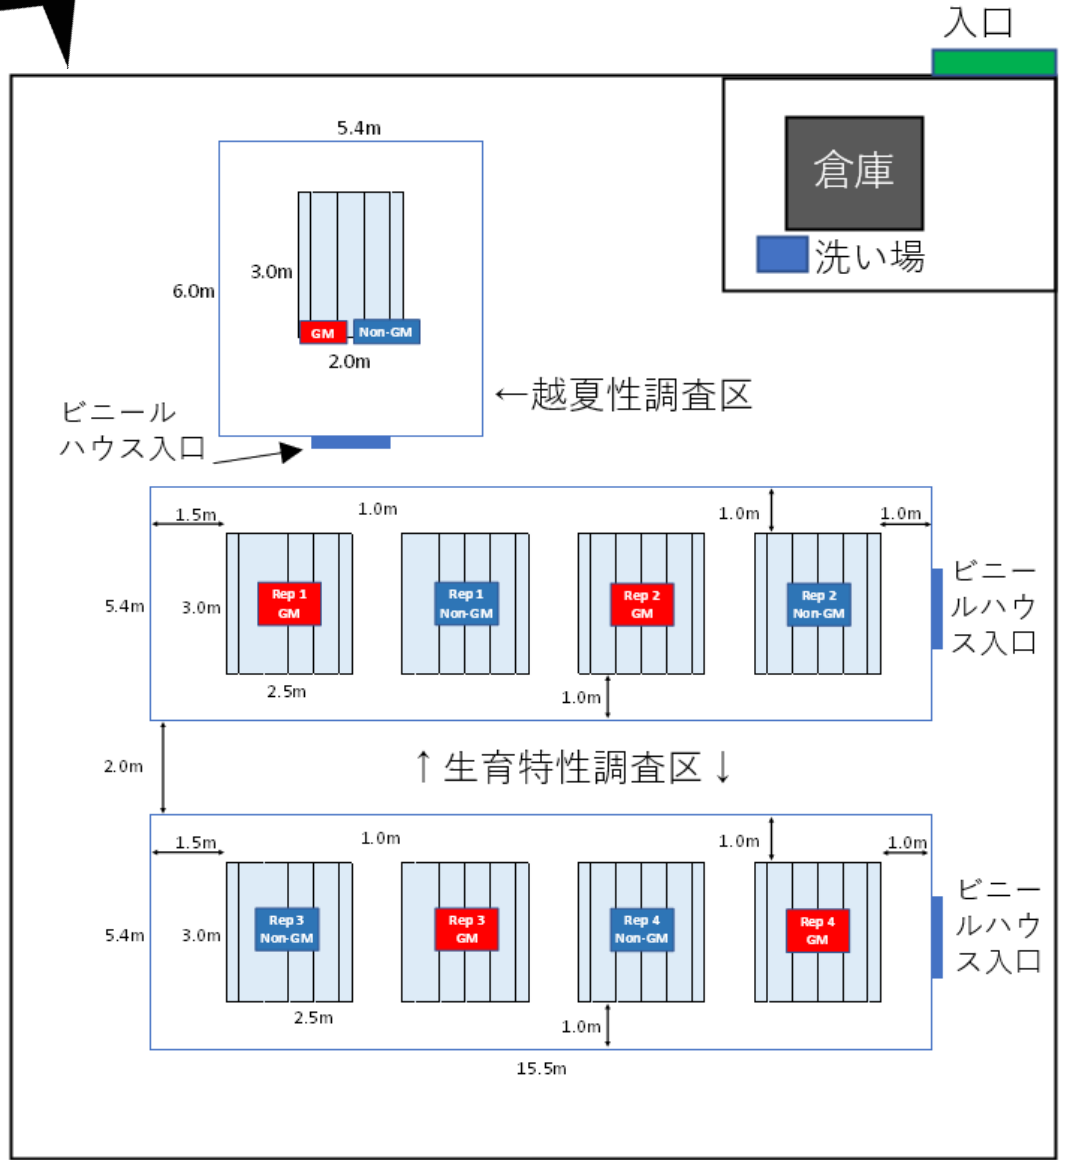 入口
倉庫
洗い場
5.4m
3.0m
6.0m
GM
Non-GM
2.0m
←越夏性調査区
ビニール
ハウス入口
1.5m
1.0m
1.0m
1.0m
5.4m
3.0m
Rep 1
GM
Rep 1
Non-GM
Rep 2
GM
Rep 2
Non-GM
ビニー
ルハウ
ス入口
2.5m
1.0m
2.0m
↑生育特性調査区↓
1.5m
1.0m
1.0m
1.0m
5.4m
3.0m
Rep 3
Non-GM
Rep 3
GM
Rep 4
Non-GM
Rep 4
GM
ビニー
ルハウ
ス入口
2.5m
1.0m
15.5m